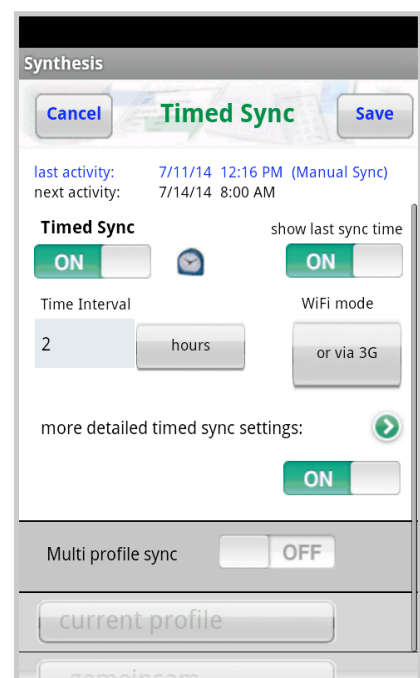 Synthesis
Cancel Timed Sync Save
last activity: 7/11/14 12:16 PM (Manual Sync)
next activity: 7/14/14 8:00 AM
Timed Sync show last sync time
ON ON
Time Interval WiFi mode
2 hours or via 3G
more detailed timed sync settings:
ON
Multi profile sync OFF
current profile
gemeinsam